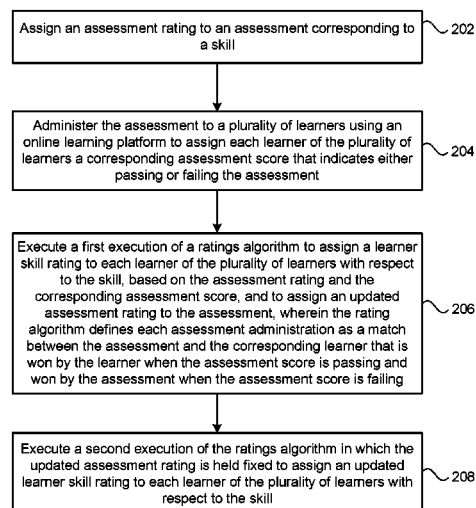 Assign an assessment rating to an assessment corresponding to
a skill
202
Administer the assessment to a plurality of learners using an
online learning platform to assign each learner of the plurality of
learners a corresponding assessment score that indicates either
passing or failing the assessment
204
Execute a first execution of a ratings algorithm to assign a learner
skill rating to each learner of the plurality of learners with respect
to the skill, based on the assessment rating and the
corresponding assessment score, and to assign an updated
assessment rating to the assessment, wherein the rating
algorithm defines each assessment administration as a match
between the assessment and the corresponding learner that is
won by the learner when the assessment score is passing and
won by the assessment when the assessment score is failing
206
Execute a second execution of the ratings algorithm in which the
updated assessment rating is held fixed to assign an updated
learner skill rating to each learner of the plurality of learners with
respect to the skill
208